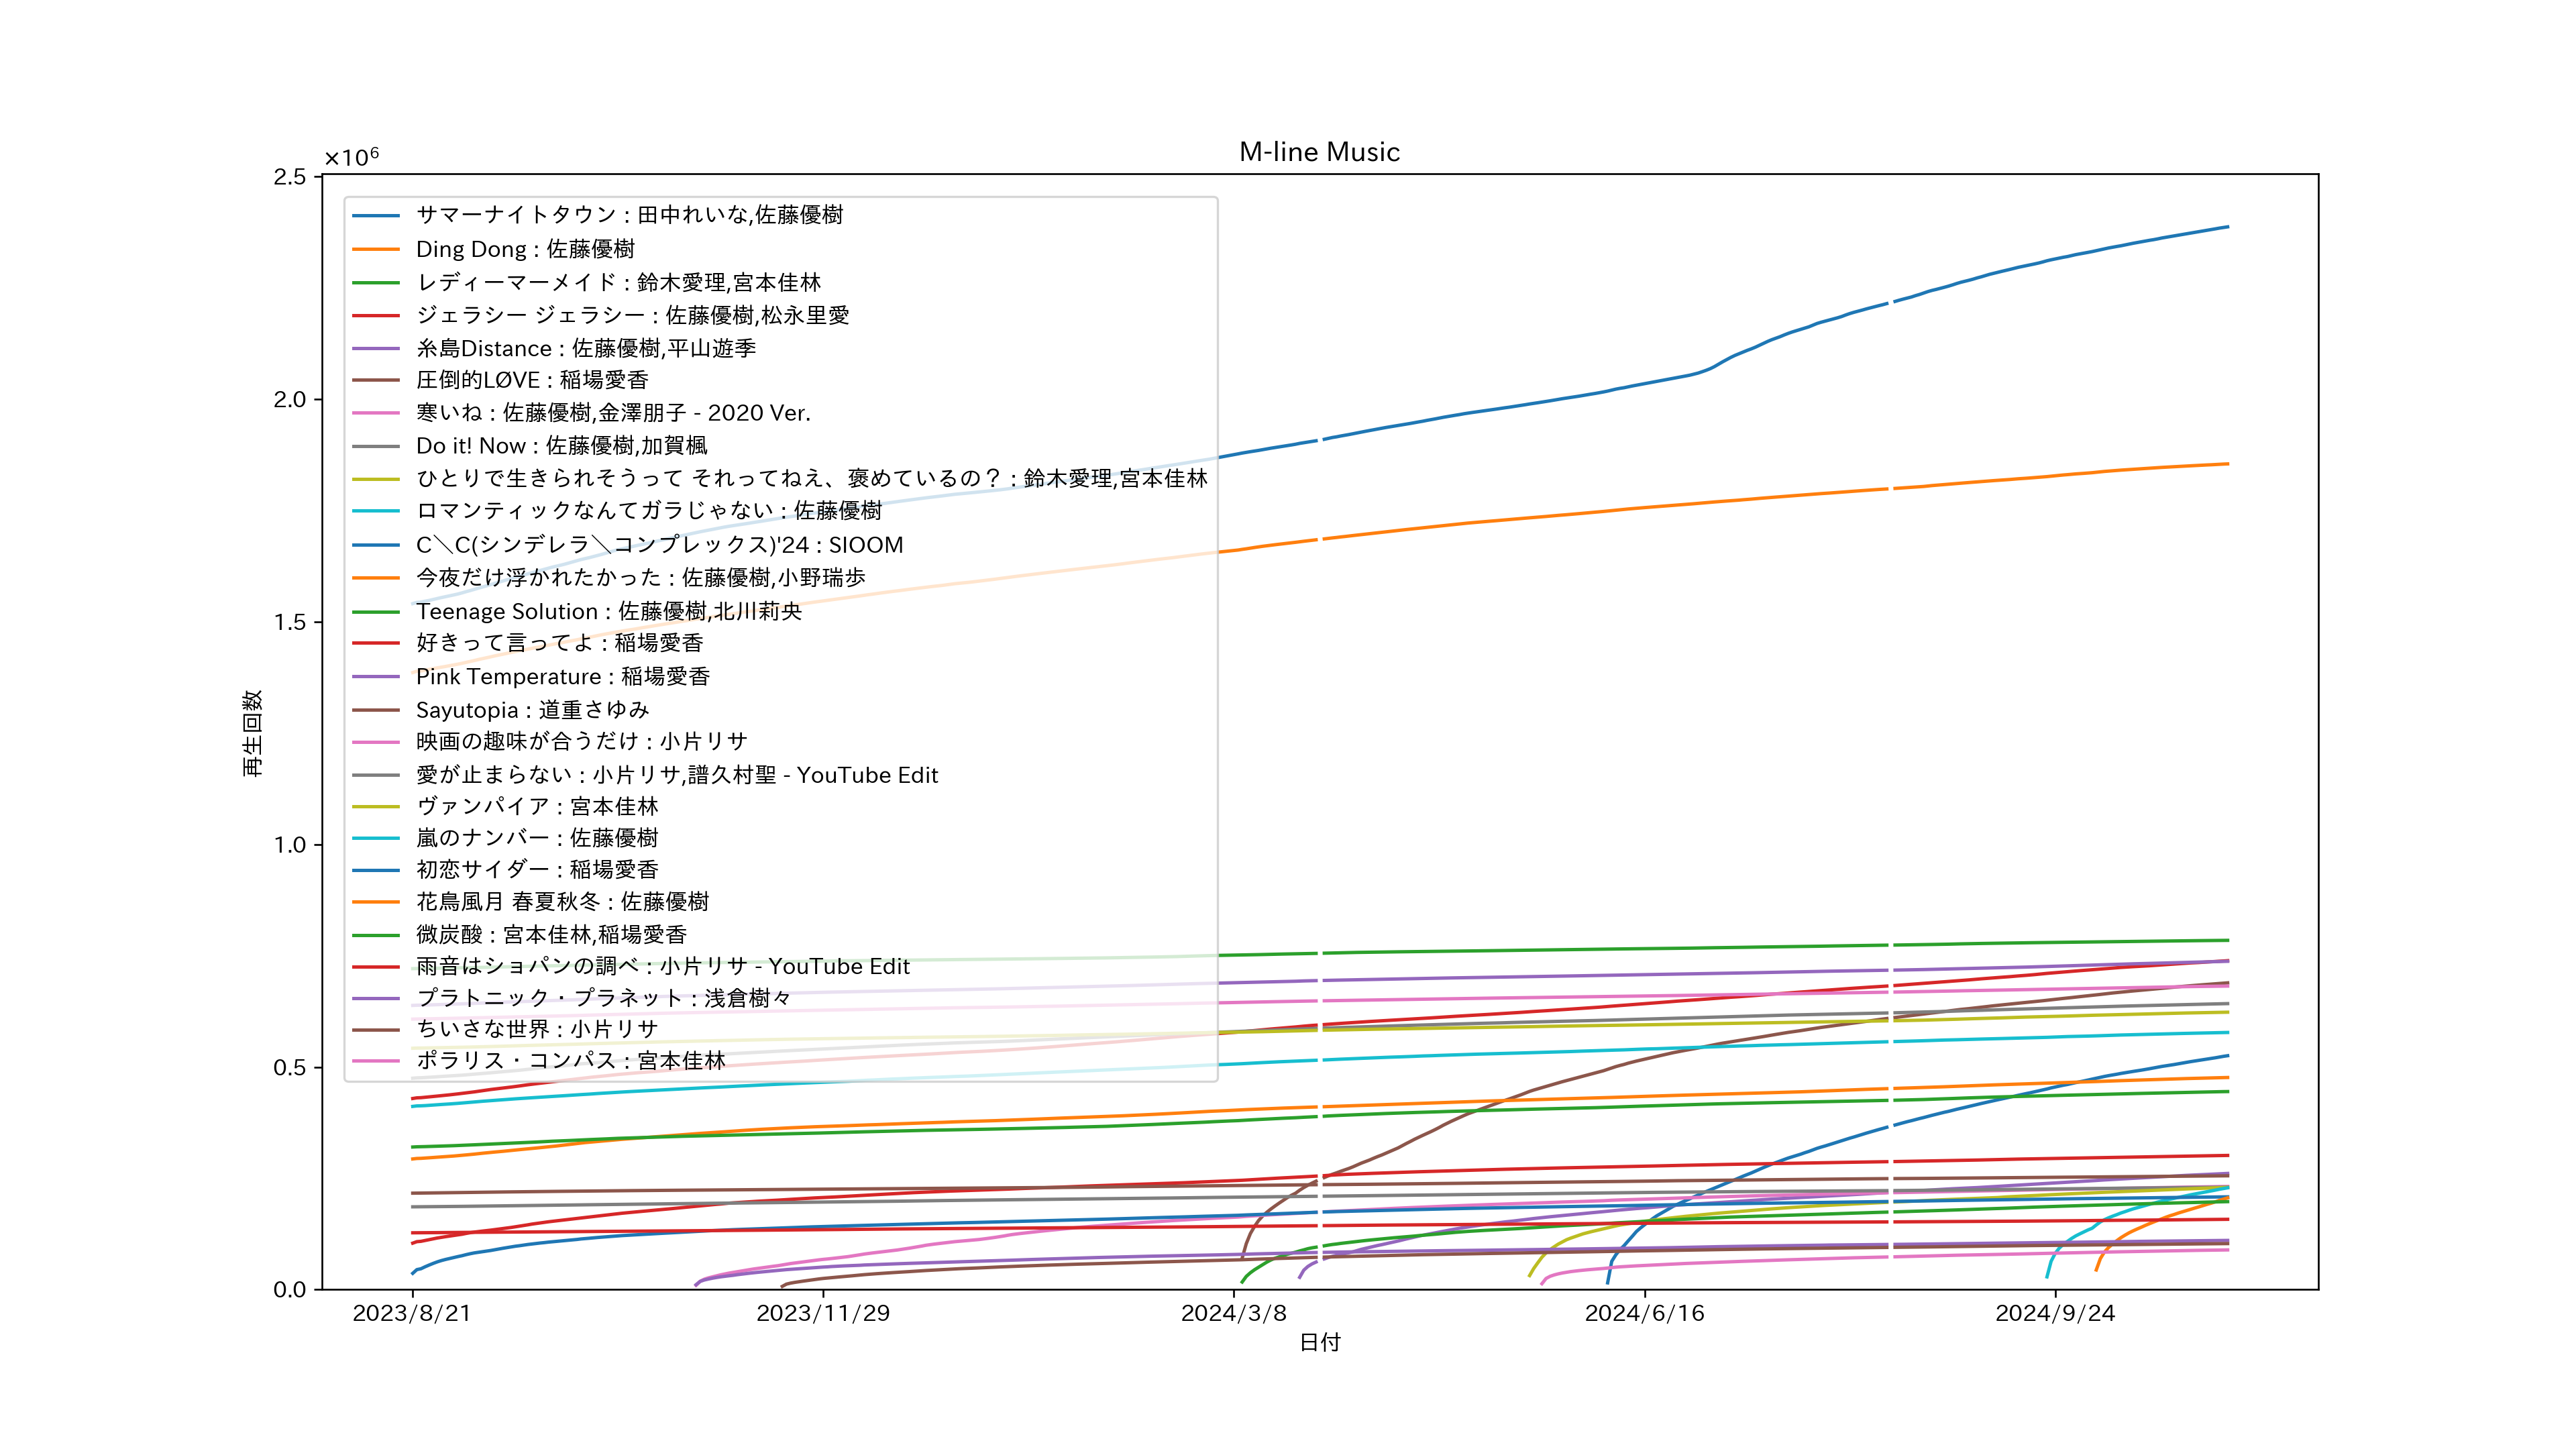 M-line Music
×10⁶
2.5
2.0
1.5
1.0
0.5
0.0
再生回数
サマーナイトタウン : 田中れいな,佐藤優樹
Ding Dong : 佐藤優樹
レディーマーメイド : 鈴木愛理,宮本佳林
ジェラシー ジェラシー : 佐藤優樹,松永里愛
糸島Distance : 佐藤優樹,平山遊季
圧倒的LØVE : 稲場愛香
寒いね : 佐藤優樹,金澤朋子 - 2020 Ver.
Do it! Now : 佐藤優樹,加賀楓
ひとりで生きられそうって それってねえ、褒めているの？ : 鈴木愛理,宮本佳林
ロマンティックなんてガラじゃない : 佐藤優樹
C＼C(シンデレラ＼コンプレックス)'24 : SIOOM
今夜だけ浮かれたかった : 佐藤優樹,小野瑞歩
Teenage Solution : 佐藤優樹,北川莉央
好きって言ってよ : 稲場愛香
Pink Temperature : 稲場愛香
Sayutopia : 道重さゆみ
映画の趣味が合うだけ : 小片リサ
愛が止まらない : 小片リサ,譜久村聖 - YouTube Edit
ヴァンパイア : 宮本佳林
嵐のナンバー : 佐藤優樹
初恋サイダー : 稲場愛香
花鳥風月 春夏秋冬 : 佐藤優樹
微炭酸 : 宮本佳林,稲場愛香
雨音はショパンの調べ : 小片リサ - YouTube Edit
プラトニック・プラネット : 浅倉樹々
ちいさな世界 : 小片リサ
ポラリス・コンパス : 宮本佳林
2023/8/21
2023/11/29
2024/3/8
2024/6/16
2024/9/24
日付